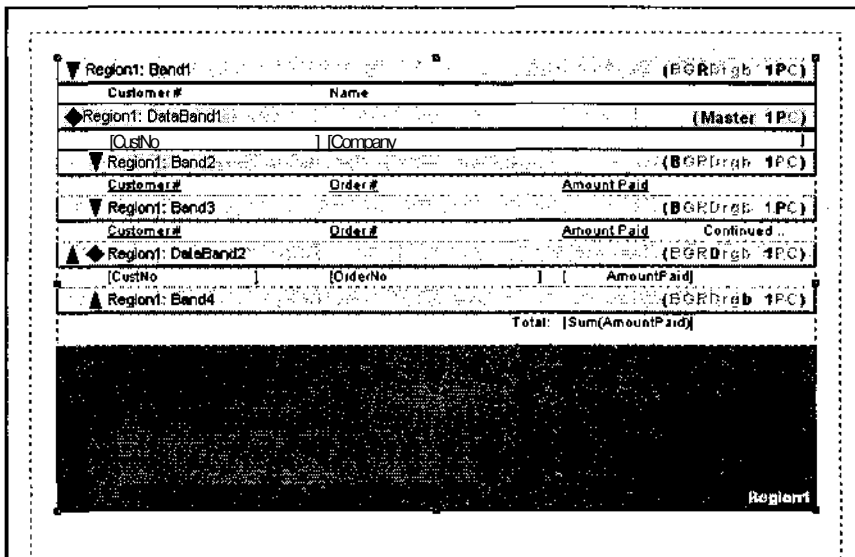 Region1: Band1 (BGRDrgb 1PC)
Customer# Name
Region1: DataBand1 (Master 1PC)
[CustNo ] [Company ]
Region1: Band2 (BGRDrgb 1PC)
Customer# Order# Amount Paid
Region1: Band3 (BGRDrgb 1PC)
Customer# Order# Amount Paid Continued ..
Region1: DataBand2 (BGRDrgb 1PC)
[CustNo ] [OrderNo ] [ AmountPaid]
Region1: Band4 (BGRDrgb 1PC)
Total: [Sum(AmountPaid)]
Region1